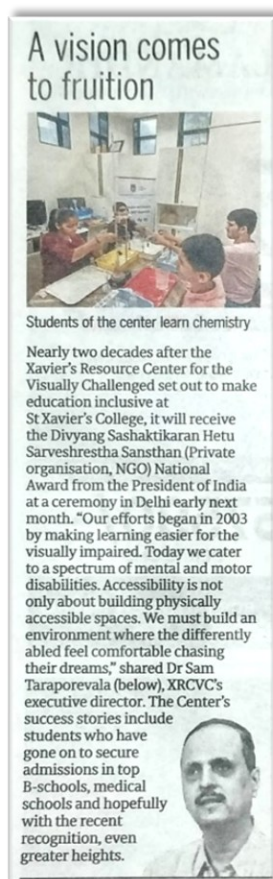 A vision comes
to fruition
Students of the center learn chemistry
Nearly two decades after the
Xavier's Resource Center for the
Visually Challenged set out to make
education inclusive at
St Xavier's College, it will receive
the Divyang Sashaktikaran Hetu
Sarveshrestha Sansthan (Private
organisation, NGO) National
Award from the President of India
at a ceremony in Delhi early next
month. “Our efforts began in 2003
by making learning easier for the
visually impaired. Today we cater
to a spectrum of mental and motor
disabilities. Accessibility is not
only about building physically
accessible spaces. We must build an
environment where the differently
abled feel comfortable chasing
their dreams,” shared Dr Sam
Taraporevala (below), XRCVC's
executive director. The Center's
success stories include
students who have
gone on to secure
admissions in top
B-schools, medical
schools and hopefully
with the recent
recognition, even
greater heights.